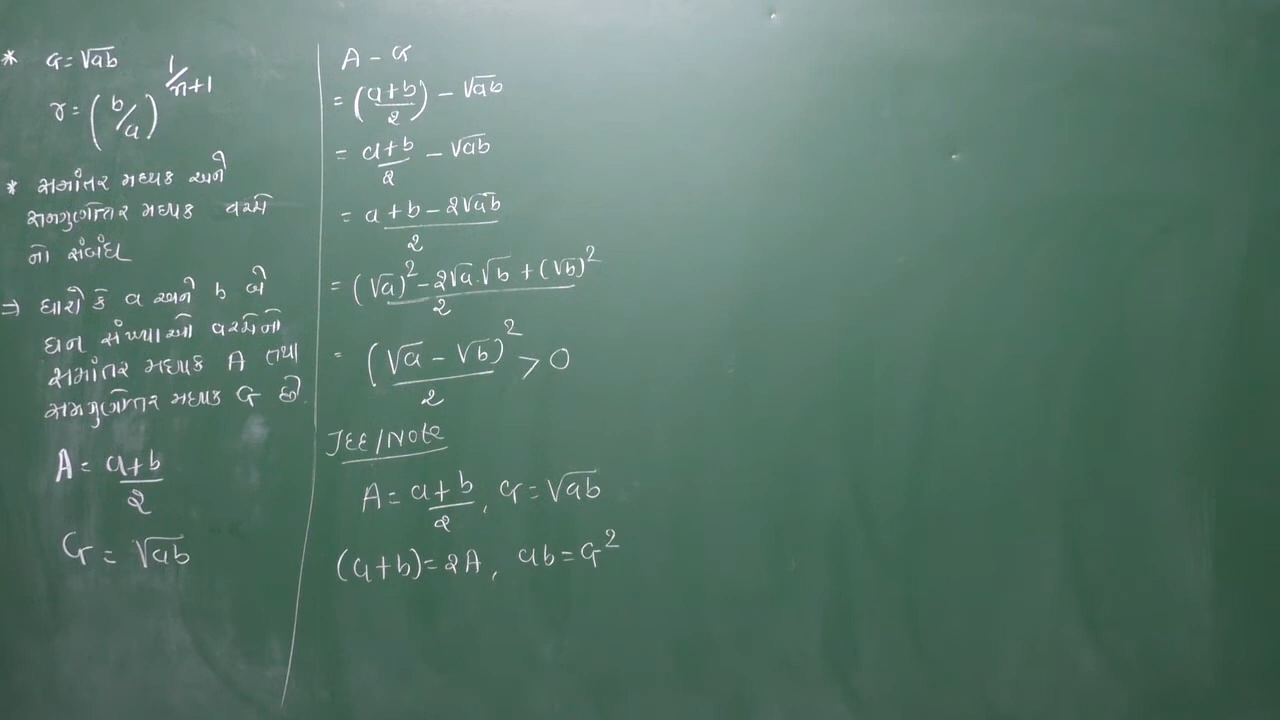 * G = √ab
r = (b/a)^1/n+1
* સમાંતર મધ્યક અને
સમગુણોત્તર મધ્યક વચ્ચે
નો સંબંધ
⇒ ધારો કે a અને b બે
ધન સંખ્યાઓ વચ્ચેનો
સમાંતર મધ્યક A તથા
સમગુણોત્તર મધ્યક G છે.
A = a+b/2
G = √ab
A - G
= (a+b/2) - √ab
= a+b/2 - √ab
= a+b-2√ab/2
= (√a)² - 2√a.√b + (√b)²/2
= (√a - √b)²/2 > 0
JEE/Note
A = a+b/2, G = √ab
(a+b) = 2A, ab = G²